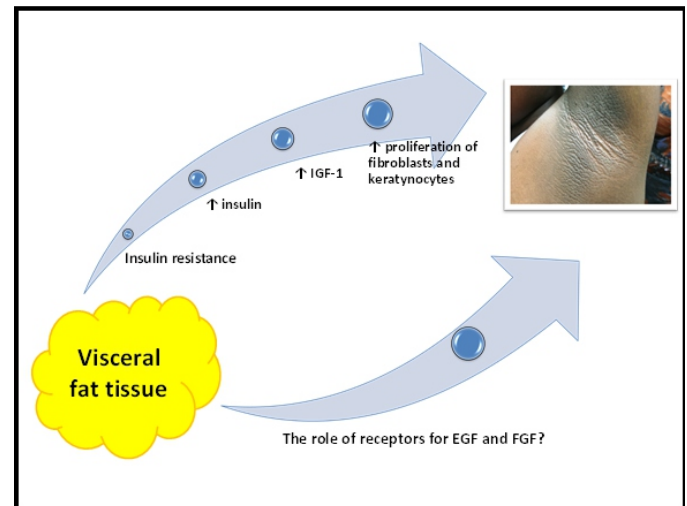 ↑ proliferation of
fibroblasts and
keratynocytes
↑ IGF-1
↑ insulin
Insulin resistance
Visceral
fat tissue
The role of receptors for EGF and FGF?